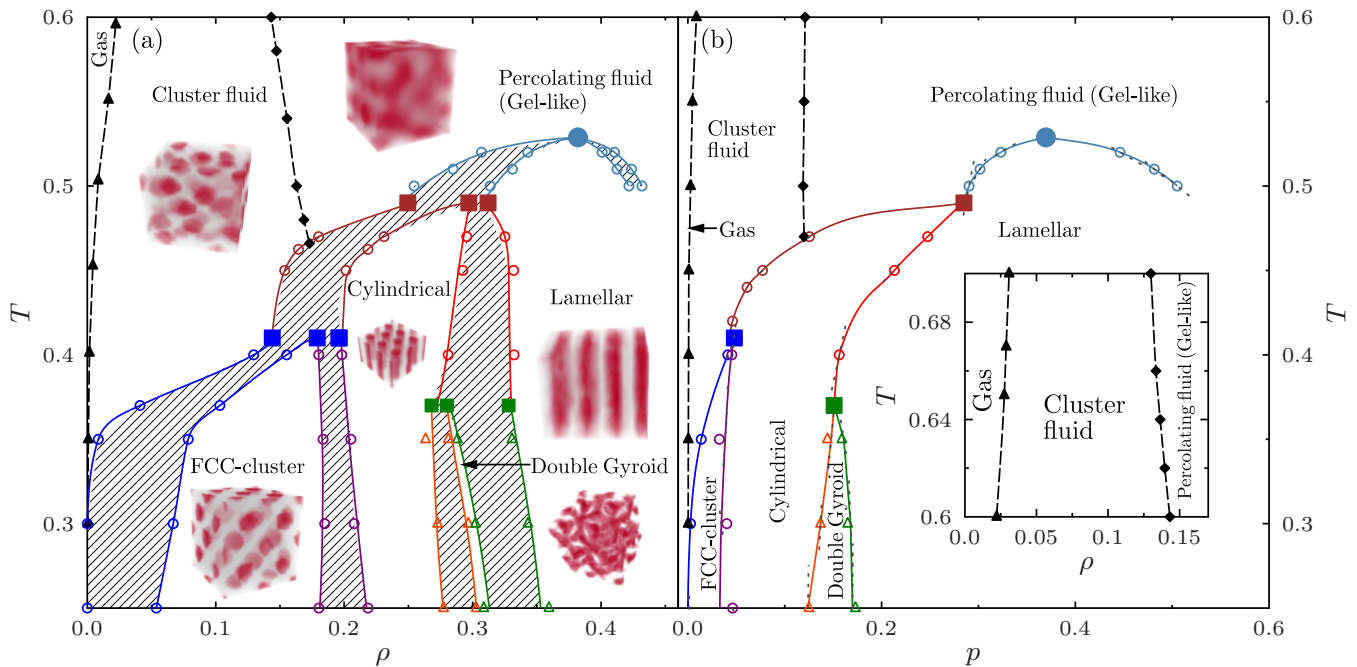 (a)
Gas
Cluster fluid
Percolating fluid
(Gel-like)
Cylindrical
Lamellar
FCC-cluster
Double Gyroid
0.6
0.5
0.4
0.3
T
0.0
0.1
0.2
0.3
0.4
ρ
(b)
Cluster
fluid
Percolating fluid (Gel-like)
Gas
Lamellar
FCC-cluster
Cylindrical
Double Gyroid
0.0
0.2
0.4
0.6
p
0.6
0.5
0.4
0.3
T
0.68
0.64
0.6
T
Gas
Cluster
fluid
Percolating fluid (Gel-like)
0.0
0.05
0.1
0.15
ρ